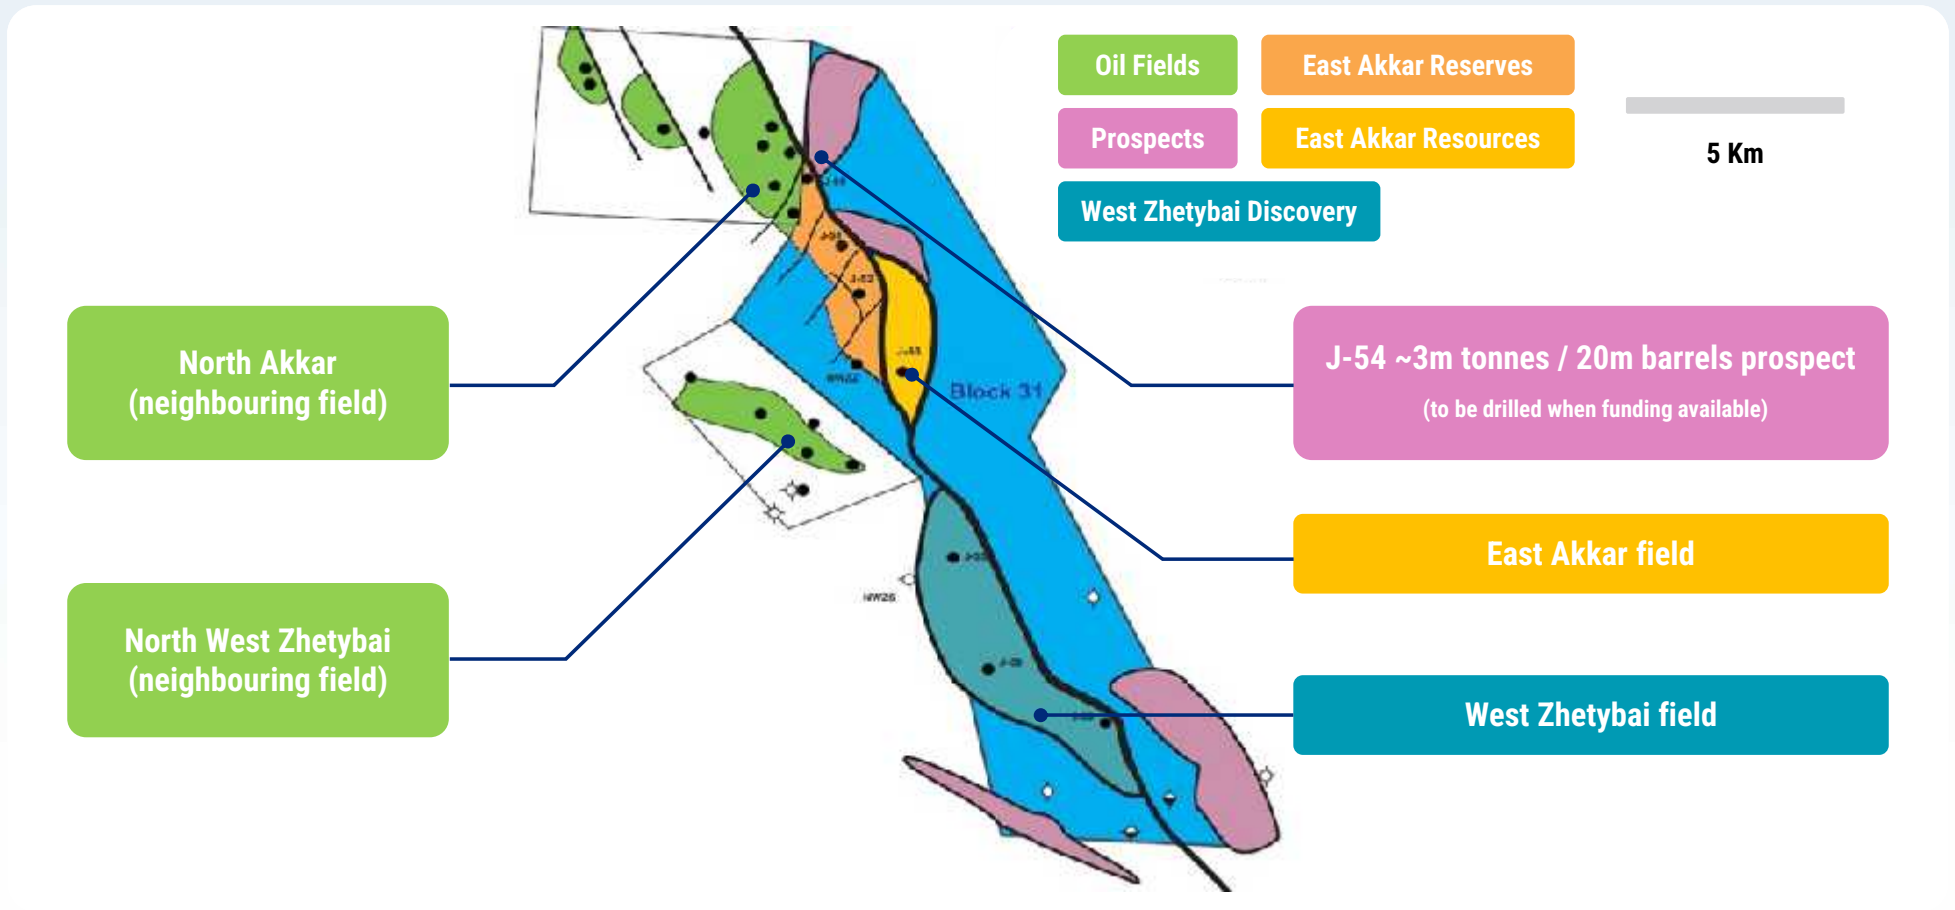 Oil Fields
East Akkar Reserves
Prospects
East Akkar Resources
5 Km
West Zhetybai Discovery
North Akkar
(neighbouring field)
J-54 ~3m tonnes / 20m barrels prospect
(to be drilled when funding available)
Block 31
East Akkar field
North West Zhetybai
(neighbouring field)
West Zhetybai field
J-52
NW26